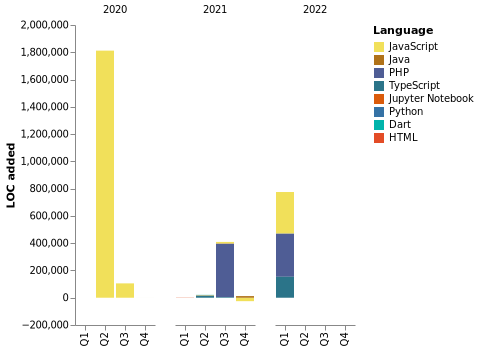 2020 2021 2022
Language
JavaScript
Java
PHP
TypeScript
Jupyter Notebook
Python
Dart
HTML
LOC added
2,000,000
1,800,000
1,600,000
1,400,000
1,200,000
1,000,000
800,000
600,000
400,000
200,000
0
−200,000
Q1 Q2 Q3 Q4 Q1 Q2 Q3 Q4 Q1 Q2 Q3 Q4